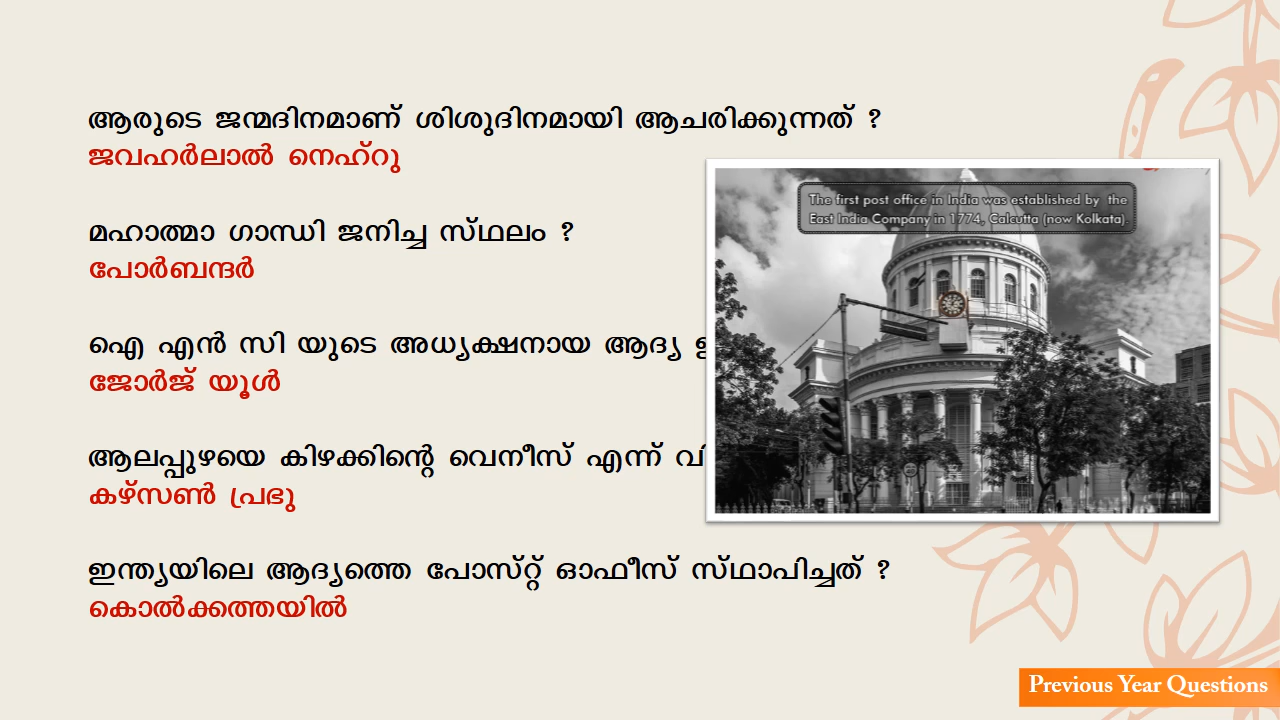 ആരുടെ ജന്മദിനമാണ് ശിശുദിനമായി ആചരിക്കുന്നത് ?
ജവഹർലാൽ നെഹ്റു
മഹാത്മാ ഗാന്ധി ജനിച്ച സ്ഥലം ?
പോർബന്ദർ
ഐ എൻ സി യുടെ അധ്യക്ഷനായ ആദ്യ
ജോർജ് യൂൾ
ആലപ്പുഴയെ കിഴക്കിന്റെ വെനീസ് എന്ന്
കഴ്സൺ പ്രഭു
ഇന്ത്യയിലെ ആദ്യത്തെ പോസ്റ്റ് ഓഫീസ് സ്ഥാപിച്ചത് ?
കൊൽക്കത്തയിൽ
The first post office in India was established by the
East India Company in 1774, Calcutta (now Kolkata).
Previous Year Questions